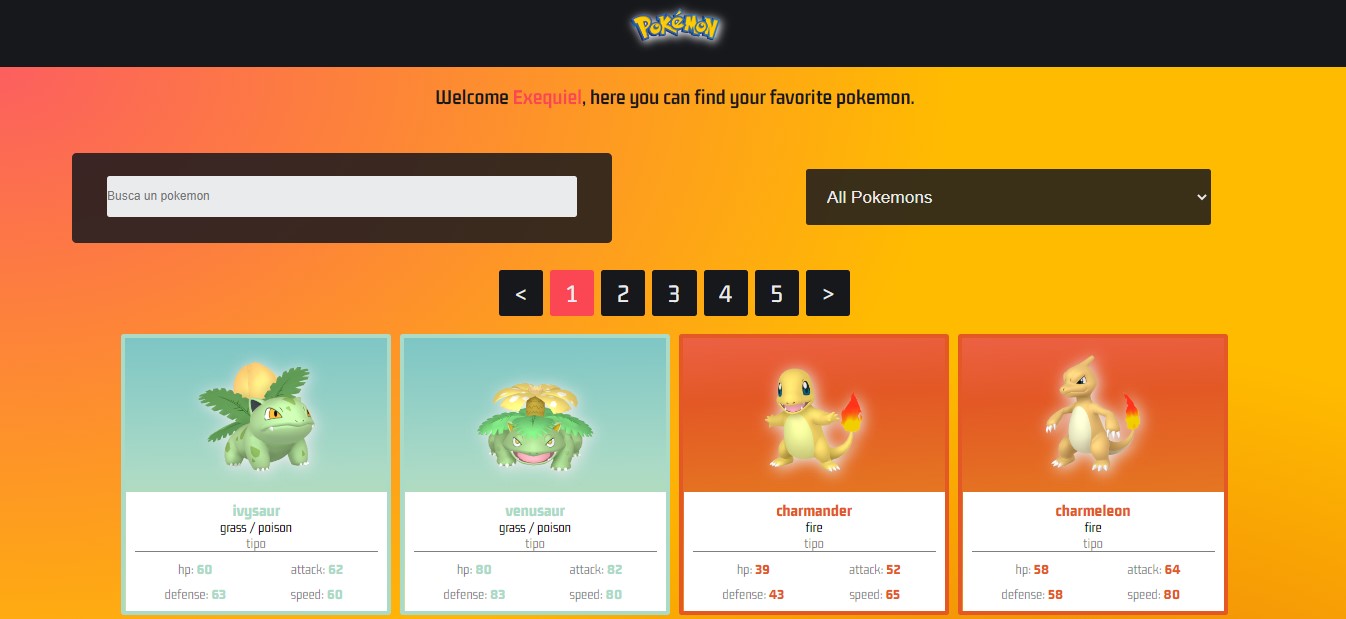 POKéMON
Welcome Exequiel, here you can find your favorite pokemon.
Busca un pokemon
All Pokemons
< 1 2 3 4 5 >
ivysaur
grass / poison
tipo
hp: 60 attack: 62
defense: 63 speed: 60
venusaur
grass / poison
tipo
hp: 80 attack: 82
defense: 83 speed: 80
charmander
fire
tipo
hp: 39 attack: 52
defense: 43 speed: 65
charmeleon
fire
tipo
hp: 58 attack: 64
defense: 58 speed: 80